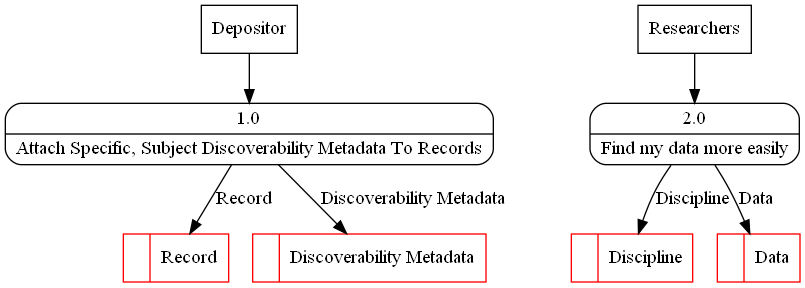 Depositor
Researchers
1.0
Attach Specific, Subject Discoverability Metadata To Records
2.0
Find my data more easily
Record
Discoverability Metadata
Discipline
Data
Record
Discoverability Metadata
Discipline
Data